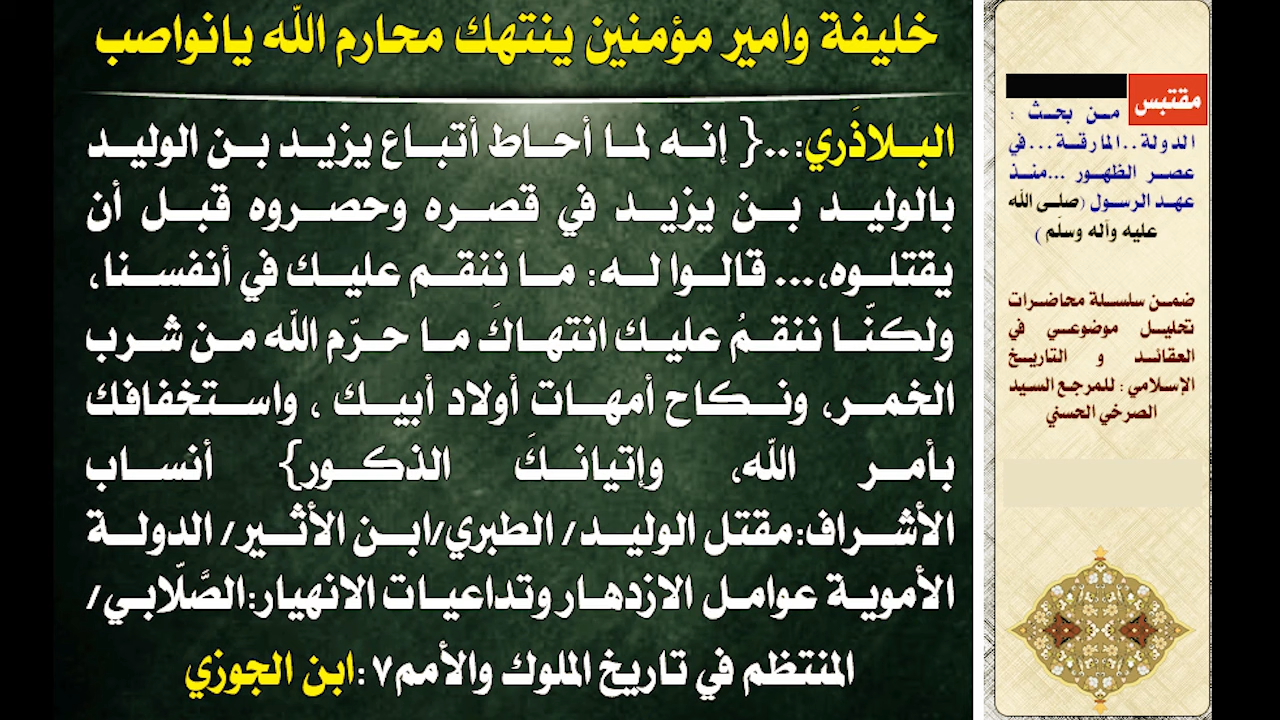 خليفة وامير مؤمنين ينتهك محارم الله يانواصب
البلاذَري:..{ إنه لما أحاط أتباع يزيد بن الوليد
بالوليد بن يزيد في قصره وحصروه قبل أن
يقتلوه،... قالوا له: ما ننقم عليك في أنفسنا،
ولكنّا ننقمُ عليك انتهاكَ ما حرّم الله من شرب
الخمر، ونكاح أمهات أولاد أبيك ، واستخفافك
بأمر الله، وإتيانكَ الذكور} أنساب
الأشراف:مقتل الوليد/ الطبري/ابن الأثير/ الدولة
الأموية عوامل الازدهار وتداعيات الانهيار:الصَّلّابي/
المنتظم في تاريخ الملوك والأمم٧ :ابن الجوزي
مقتبس
من بحث :
الدولة..المارقة...في
عصر الظهور ...منذ
عهد الرسول (صلى الله
عليه وآله وسلّم )
ضمن سلسلة محاضرات
تحليل موضوعي في
العقائد و التاريخ
الإسلامي : للمرجع السيد
الصرخي الحسني